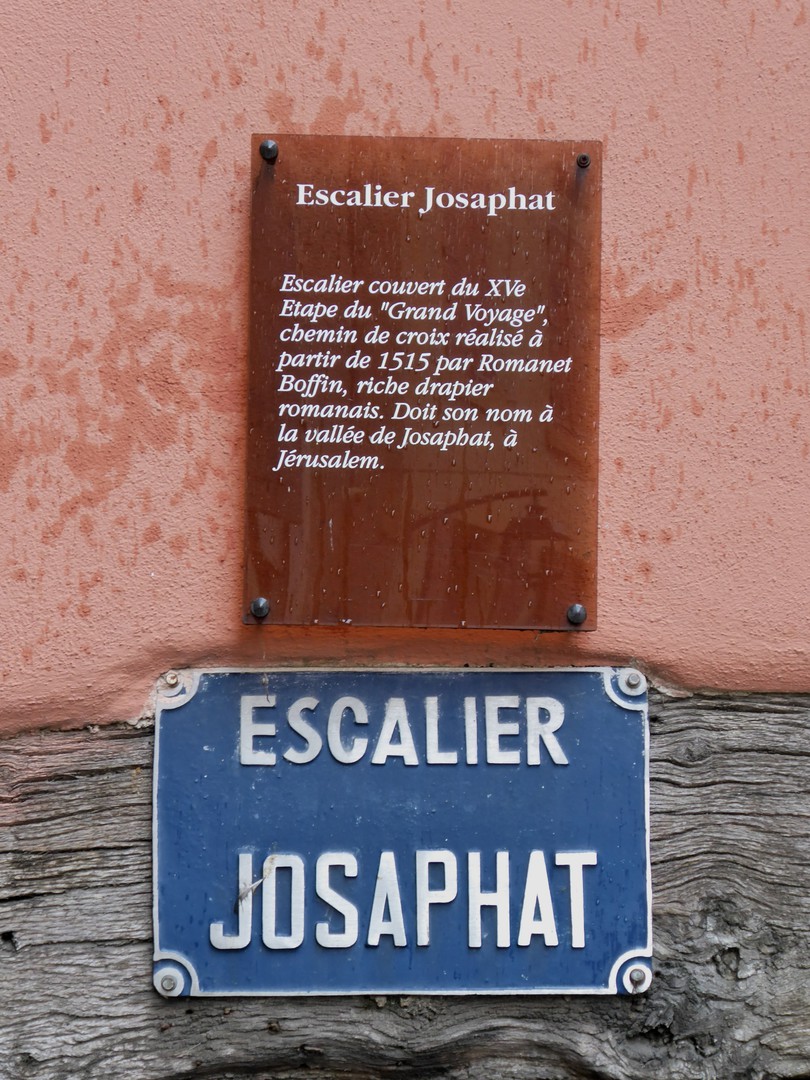 Escalier Josaphat
Escalier couvert du XVe
Etape du "Grand Voyage",
chemin de croix réalisé à
partir de 1515 par Romanet
Boffin, riche drapier
romanais. Doit son nom à
la vallée de Josaphat, à
Jérusalem.
ESCALIER
JOSAPHAT